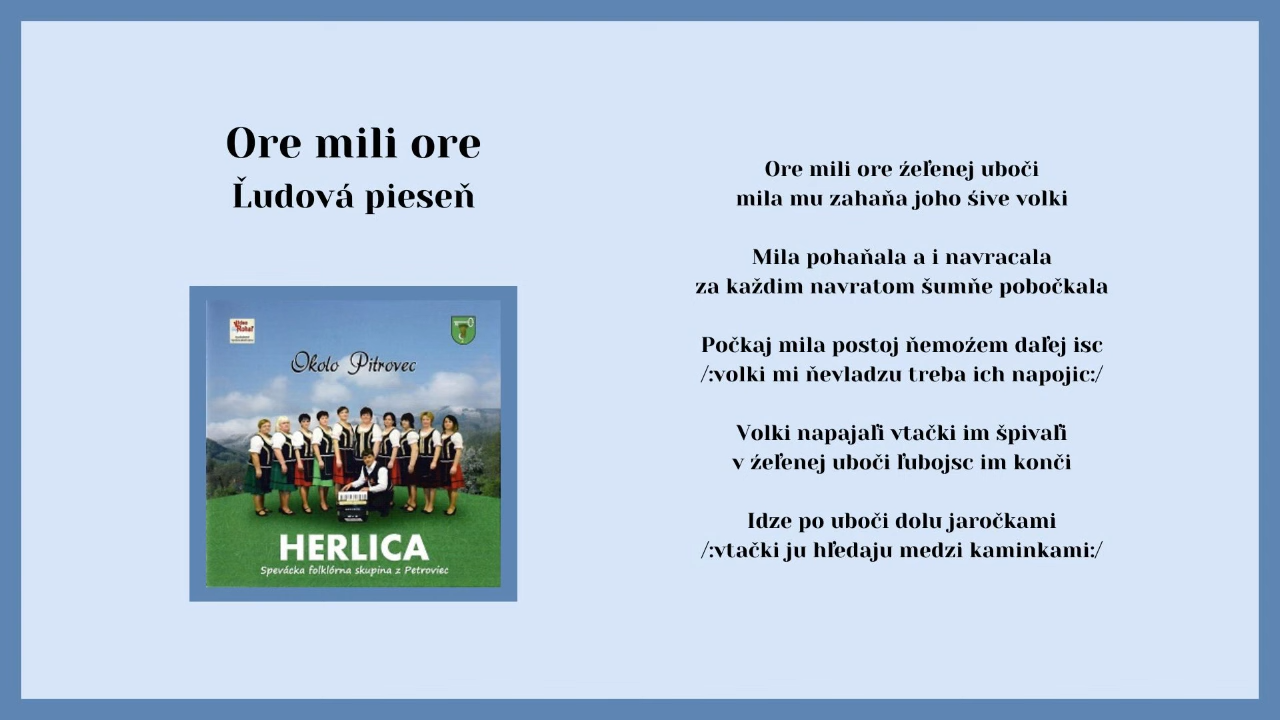 Ore mili ore
Ľudová pieseň
Okolo Pitrovec
HERLICA
Spevácka folklórna skupina z Petroviec
Ore mili ore źeľenej uboči
mila mu zahaňa joho śive volki
Mila pohaňala a i navracala
za každim navratom šumňe pobočkala
Počkaj mila postoj ňemoźem daľej isc
/:volki mi ňevladzu treba ich napojic:/
Volki napajaľi vtački im špivaľi
v źeľenej uboči ľubojsc im konči
Idze po uboči dolu jaročkami
/:vtački ju hľedaju medzi kaminkami:/